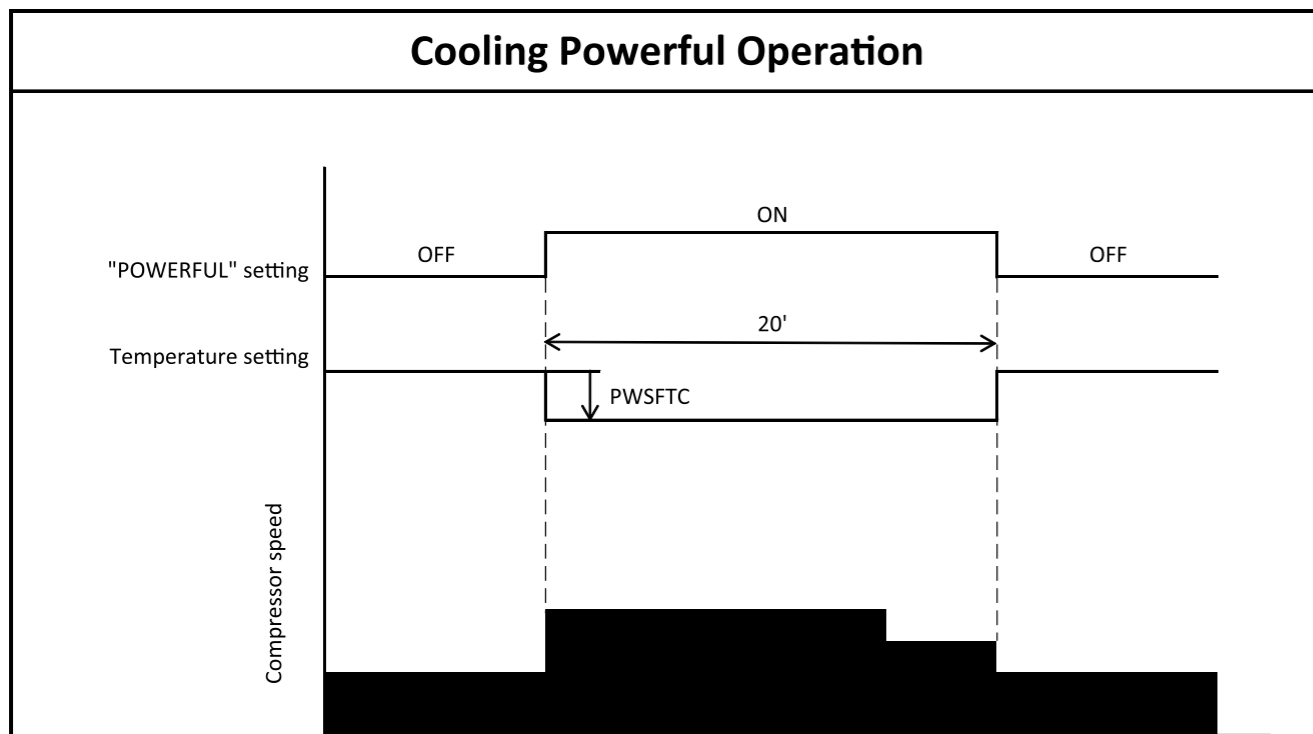 Cooling Powerful Operation
ON
OFF
OFF
"POWERFUL" setting
20'
Temperature setting
PWSFTC
Compressor speed